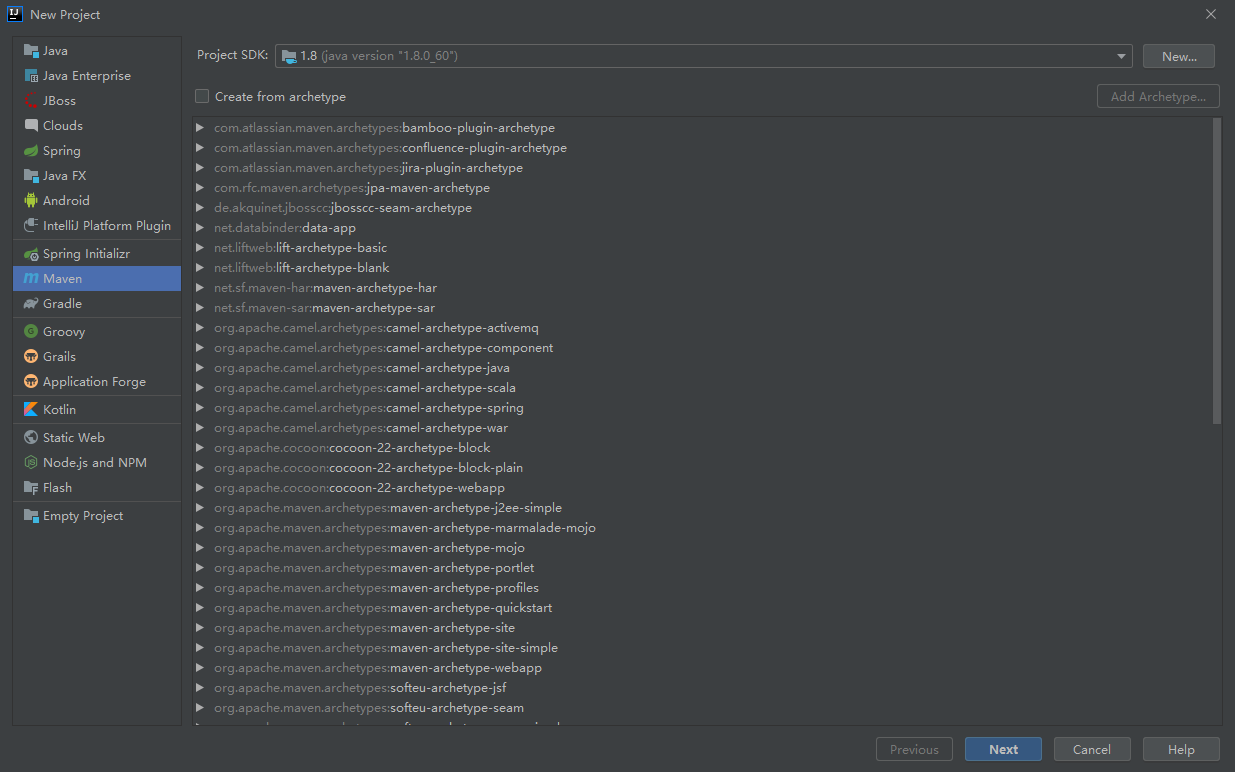 New Project
Java
Java Enterprise
JBoss
Clouds
Spring
Java FX
Android
IntelliJ Platform Plugin
Spring Initializr
Maven
Gradle
Groovy
Grails
Application Forge
Kotlin
Static Web
Node.js and NPM
Flash
Empty Project
Project SDK: 1.8 (java version "1.8.0_60") New...
Create from archetype Add Archetype...
com.atlassian.maven.archetypes:bamboo-plugin-archetype
com.atlassian.maven.archetypes:confluence-plugin-archetype
com.atlassian.maven.archetypes:jira-plugin-archetype
com.rfc.maven.archetypes:jpa-maven-archetype
de.akquinet.jbosscc:jbosscc-seam-archetype
net.databinder:data-app
net.liftweb:lift-archetype-basic
net.liftweb:lift-archetype-blank
net.sf.maven-har:maven-archetype-har
net.sf.maven-sar:maven-archetype-sar
org.apache.camel.archetypes:camel-archetype-activemq
org.apache.camel.archetypes:camel-archetype-component
org.apache.camel.archetypes:camel-archetype-java
org.apache.camel.archetypes:camel-archetype-scala
org.apache.camel.archetypes:camel-archetype-spring
org.apache.camel.archetypes:camel-archetype-war
org.apache.cocoon:cocoon-22-archetype-block
org.apache.cocoon:cocoon-22-archetype-block-plain
org.apache.cocoon:cocoon-22-archetype-webapp
org.apache.maven.archetypes:maven-archetype-j2ee-simple
org.apache.maven.archetypes:maven-archetype-marmalade-mojo
org.apache.maven.archetypes:maven-archetype-mojo
org.apache.maven.archetypes:maven-archetype-portlet
org.apache.maven.archetypes:maven-archetype-profiles
org.apache.maven.archetypes:maven-archetype-quickstart
org.apache.maven.archetypes:maven-archetype-site
org.apache.maven.archetypes:maven-archetype-site-simple
org.apache.maven.archetypes:maven-archetype-webapp
org.apache.maven.archetypes:softeu-archetype-jsf
org.apache.maven.archetypes:softeu-archetype-seam
Previous Next Cancel Help